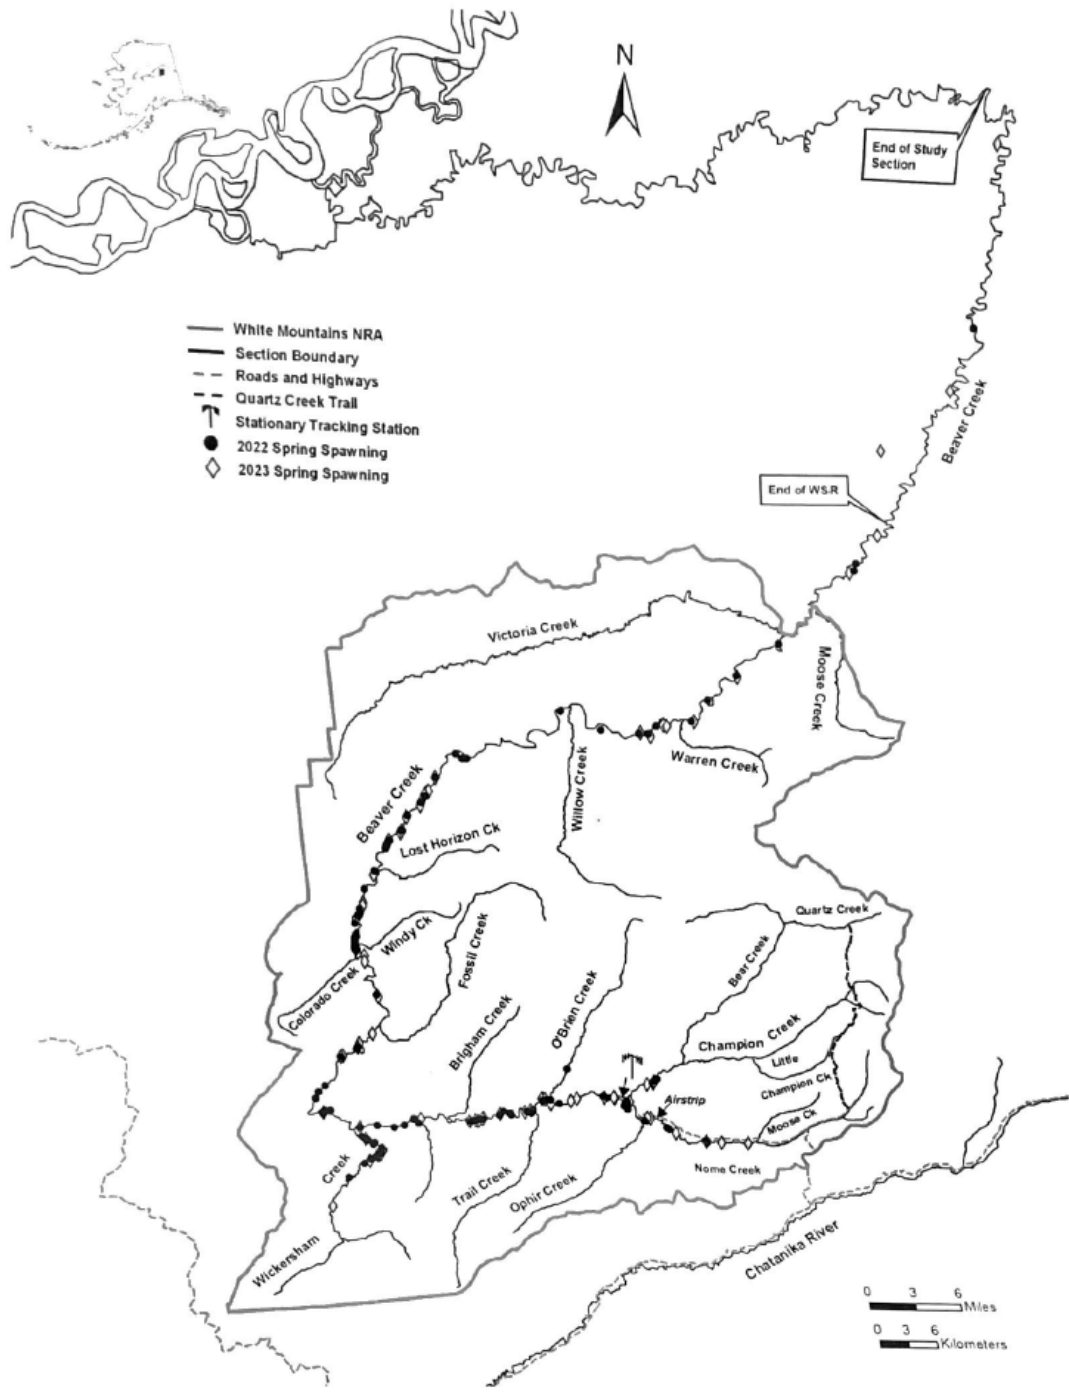 N
End of Study
Section
White Mountains NRA
Section Boundary
Roads and Highways
Quartz Creek Trail
Stationary Tracking Station
2022 Spring Spawning
2023 Spring Spawning
Beaver Creek
End of WSR
Victoria Creek
Moose Creek
Warren Creek
Willow Creek
Beaver Creek
Lost Horizon Ck
Windy Ck
Fossil Creek
Colorado Creek
Quartz Creek
Bear Creek
O'Brien Creek
Brigham Creek
Champion Creek
Little
Champion Ck
Airstrip
Moose Ck
Nome Creek
Creek
Trail Creek
Ophir Creek
Wickersham
Chatanika River
0 3 6
Miles
0 3 6
Kilometers